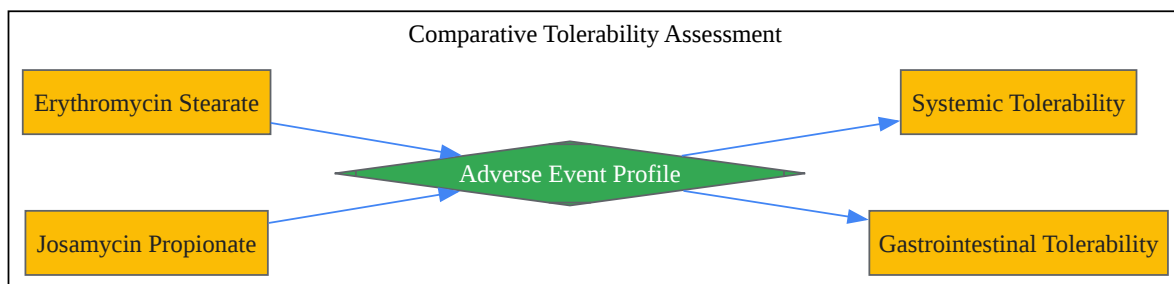 Comparative Tolerability Assessment
Erythromycin Stearate
Systemic Tolerability
Adverse Event Profile
Josamycin Propionate
Gastrointestinal Tolerability